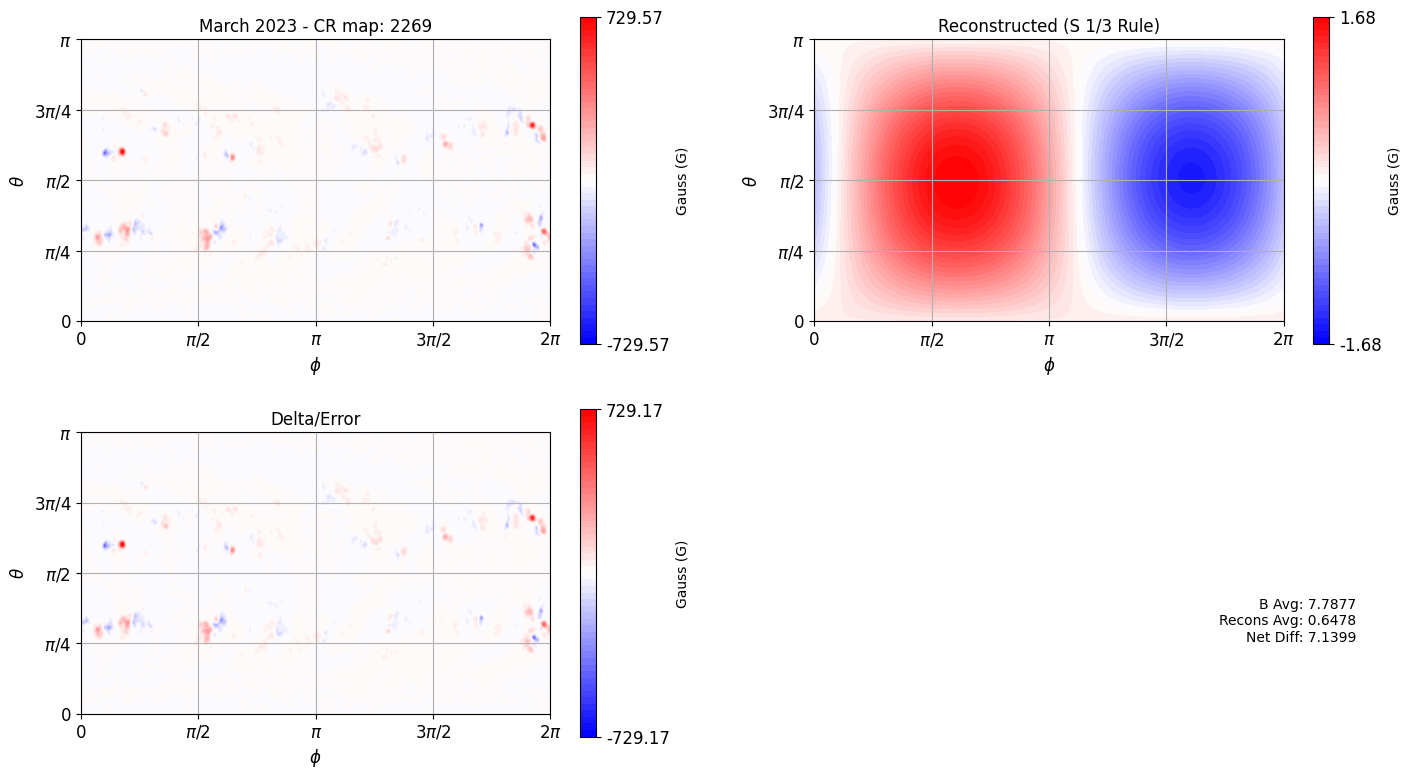 March 2023 - CR map: 2269
729.57
π
3π/4
π/2
π/4
0
θ
0
π/2
π
3π/2
2π
ϕ
-729.57
Gauss (G)
Reconstructed (S 1/3 Rule)
1.68
π
3π/4
π/2
π/4
0
θ
0
π/2
π
3π/2
2π
ϕ
-1.68
Gauss (G)
Delta/Error
729.17
π
3π/4
π/2
π/4
0
θ
0
π/2
π
3π/2
2π
ϕ
-729.17
Gauss (G)
B Avg: 7.7877
Recons Avg: 0.6478
Net Diff: 7.1399